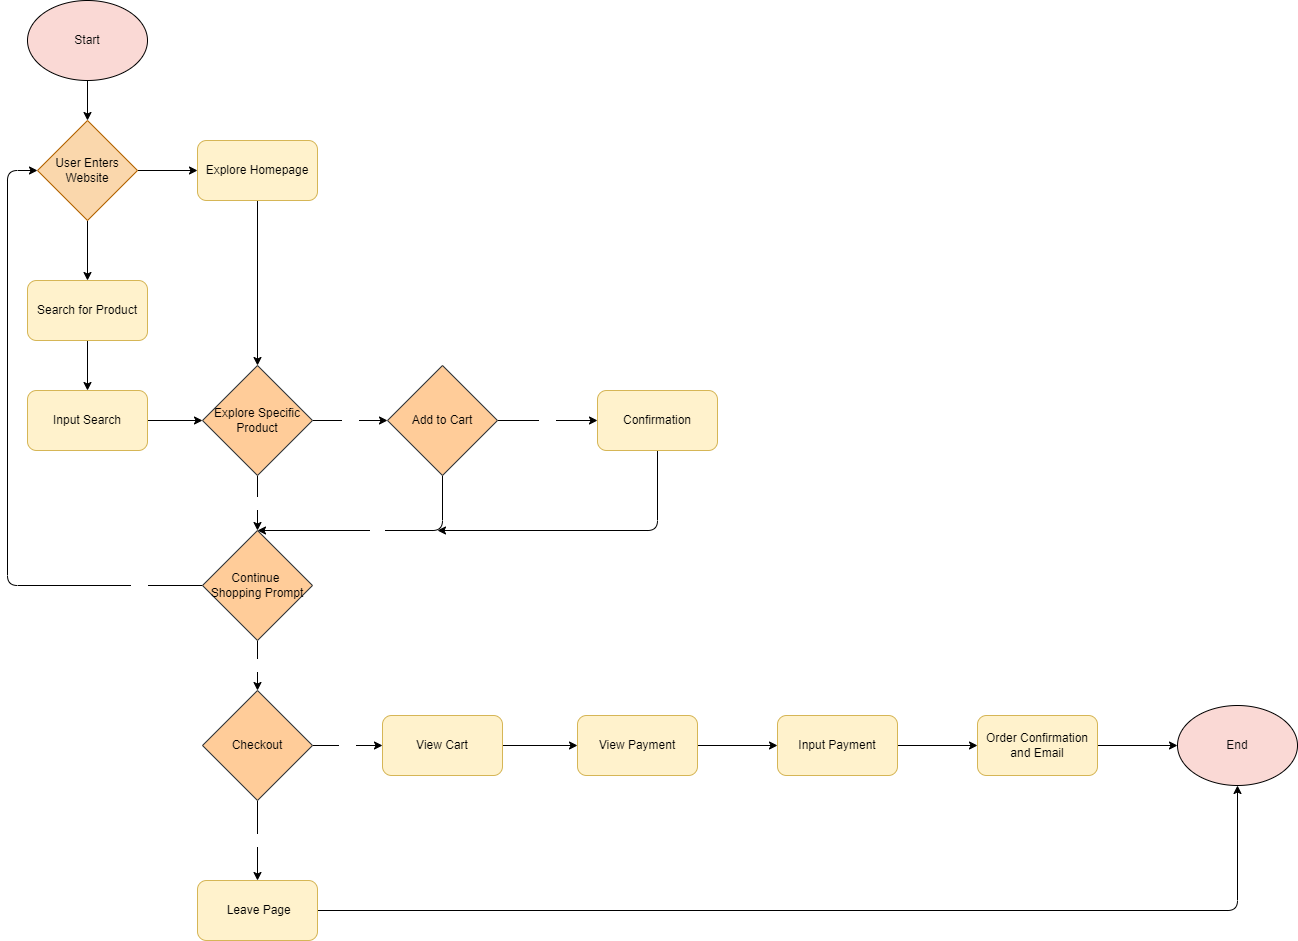 Start
User Enters
Website
Explore Homepage
Search for Product
Input Search
Explore Specific
Product
Add to Cart
Confirmation
Continue
Shopping Prompt
Checkout
View Cart
View Payment
Input Payment
Order Confirmation
and Email
End
Leave Page